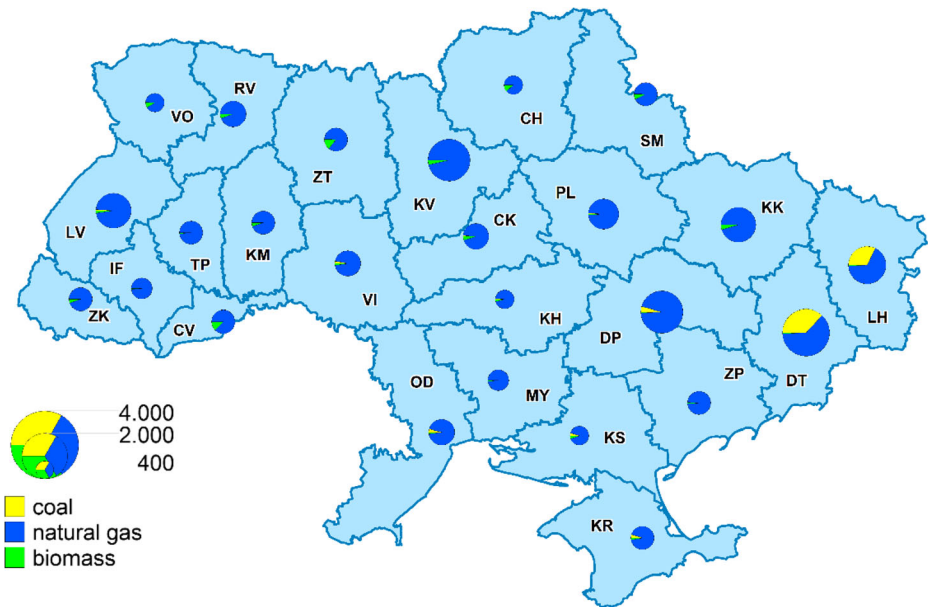 RV
VO
CH
SM
ZT
PL
KK
KV
CK
LV
IF
TP
KM
VI
ZK
CV
KH
DP
LH
OD
MY
ZP
DT
KS
KR
4.000
2.000
400
coal
natural gas
biomass